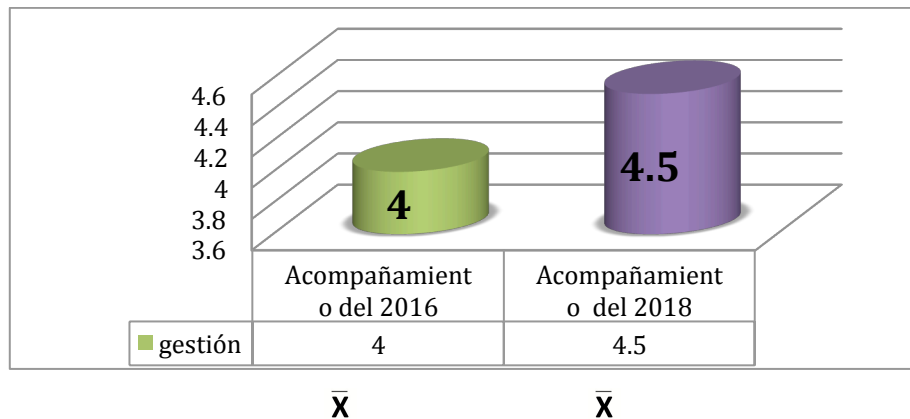 4.6
4.4
4.2
4
3.8
3.6
4
4.5
Acompañamient
o del 2016
Acompañamient
o  del 2018
gestión
4
4.5
X̅
X̅